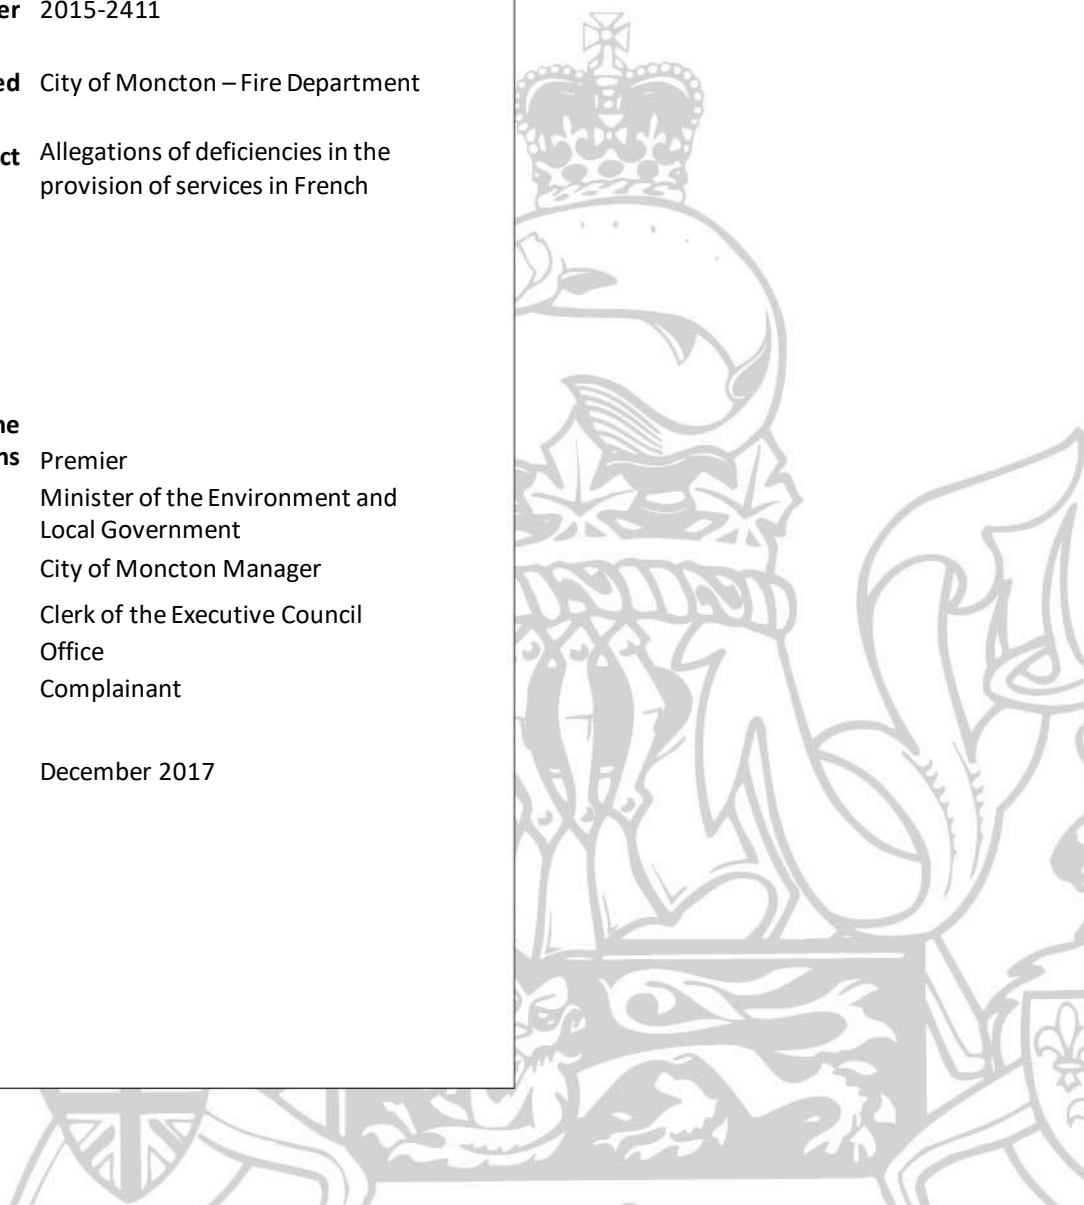 er 2015-2411
ed City of Moncton – Fire Department
ct Allegations of deficiencies in the
provision of services in French
ne
ns Premier
Minister of the Environment and
Local Government
City of Moncton Manager
Clerk of the Executive Council
Office
Complainant
December 2017